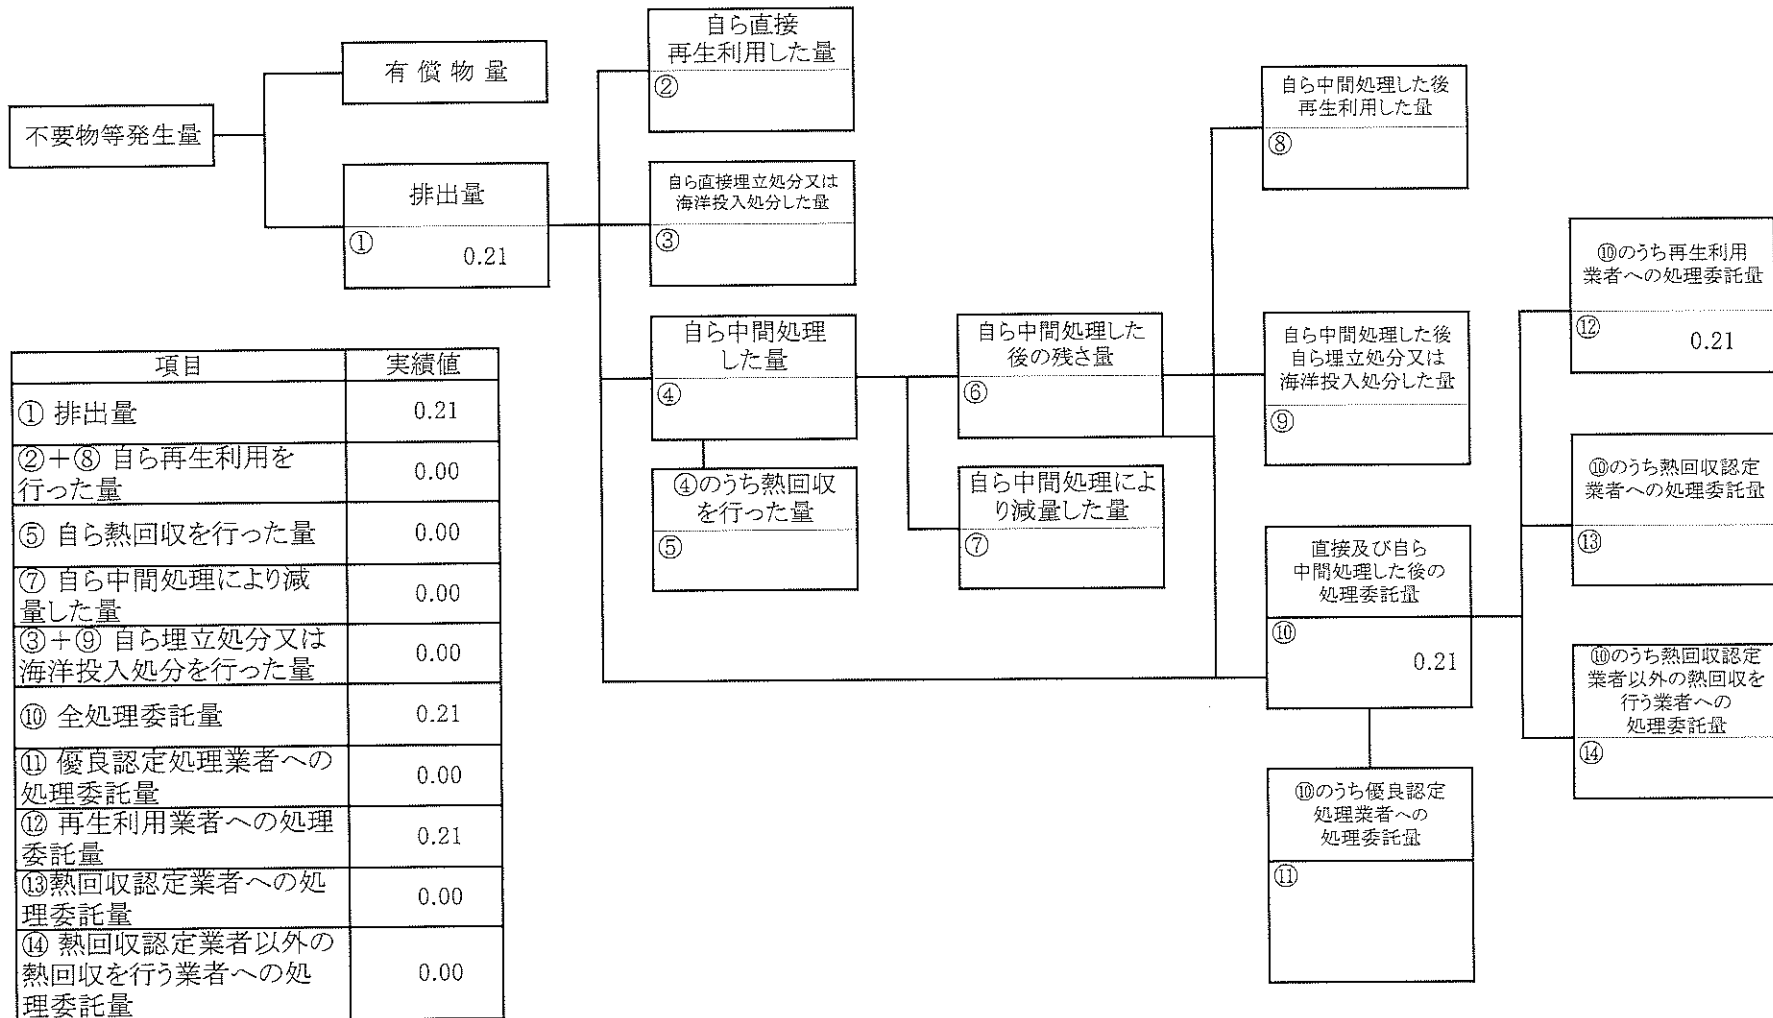 不要物等発生量
有償物量
排出量
①
0.21
自ら直接
再生利用した量
②
自ら直接埋立処分又は
海洋投入処分した量
③
自ら中間処理
した量
④
④のうち熱回収
を行った量
⑤
自ら中間処理した
後の残さ量
⑥
自ら中間処理によ
り減量した量
⑦
自ら中間処理した後
再生利用した量
⑧
自ら中間処理した後
自ら埋立処分又は
海洋投入処分した量
⑨
直接及び自ら
中間処理した後の
処理委託量
⑩
0.21
⑩のうち優良認定
処理業者への
処理委託量
⑪
⑩のうち再生利用
業者への処理委託量
⑫
0.21
⑩のうち熱回収認定
業者への処理委託量
⑬
⑩のうち熱回収認定
業者以外の熱回収を
行う業者への
処理委託量
⑭
項目 実績値
① 排出量 0.21
②+⑧ 自ら再生利用を
行った量 0.00
⑤ 自ら熱回収を行った量 0.00
⑦ 自ら中間処理により減
量した量 0.00
③+⑨ 自ら埋立処分又は
海洋投入処分を行った量 0.00
⑩ 全処理委託量 0.21
⑪ 優良認定処理業者への
処理委託量 0.00
⑫ 再生利用業者への処理
委託量 0.21
⑬熱回収認定業者への処
理委託量 0.00
⑭ 熱回収認定業者以外の
熱回収を行う業者への処
理委託量 0.00